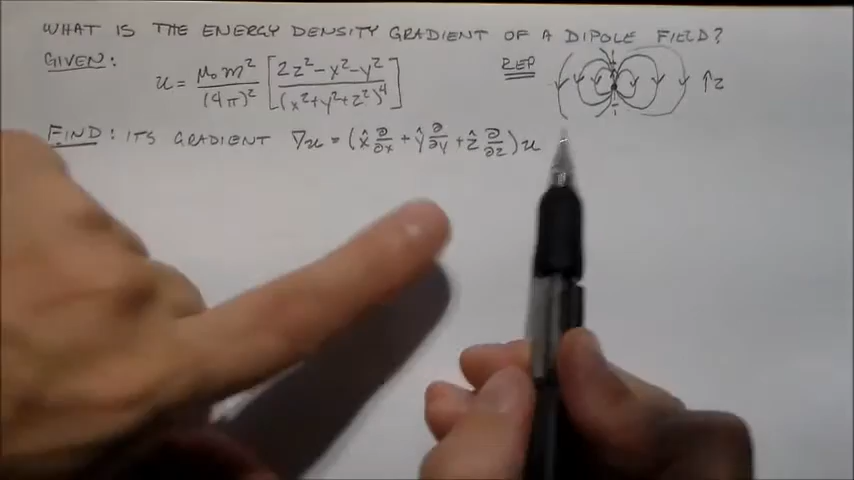 WHAT IS THE ENERGY DENSITY GRADIENT OF A DIPOLE FIELD?
GIVEN: u = μ₀m²/(4π)² [(2z²-x²-y²)/(x²+y²+z²)⁴] REP ↑z
FIND: ITS GRADIENT ∇u = (x̂ ∂/∂x + ŷ ∂/∂y + ẑ ∂/∂z)u